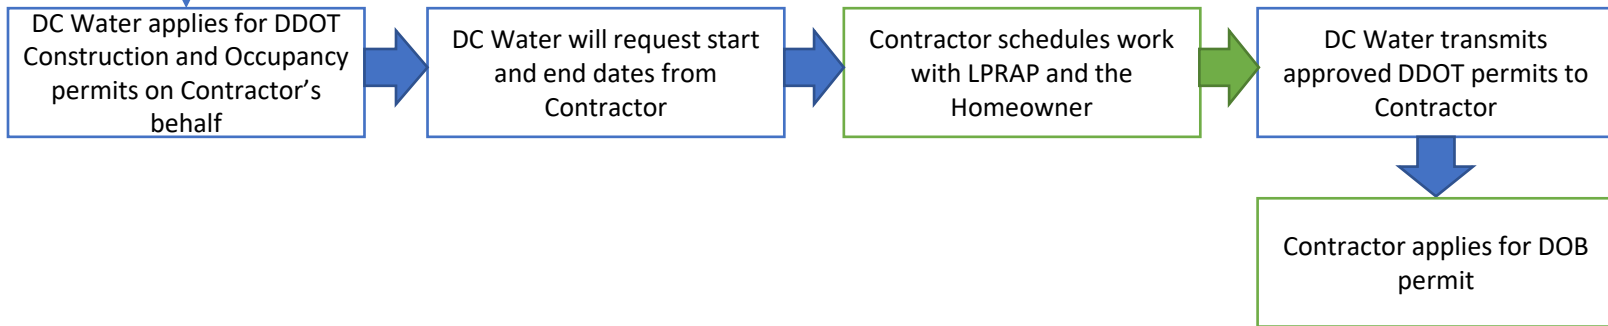 DC Water applies for DDOT
Construction and Occupancy
permits on Contractor’s
behalf
DC Water will request start
and end dates from
Contractor
Contractor schedules work
with LPRAP and the
Homeowner
DC Water transmits
approved DDOT permits to
Contractor
Contractor applies for DOB
permit